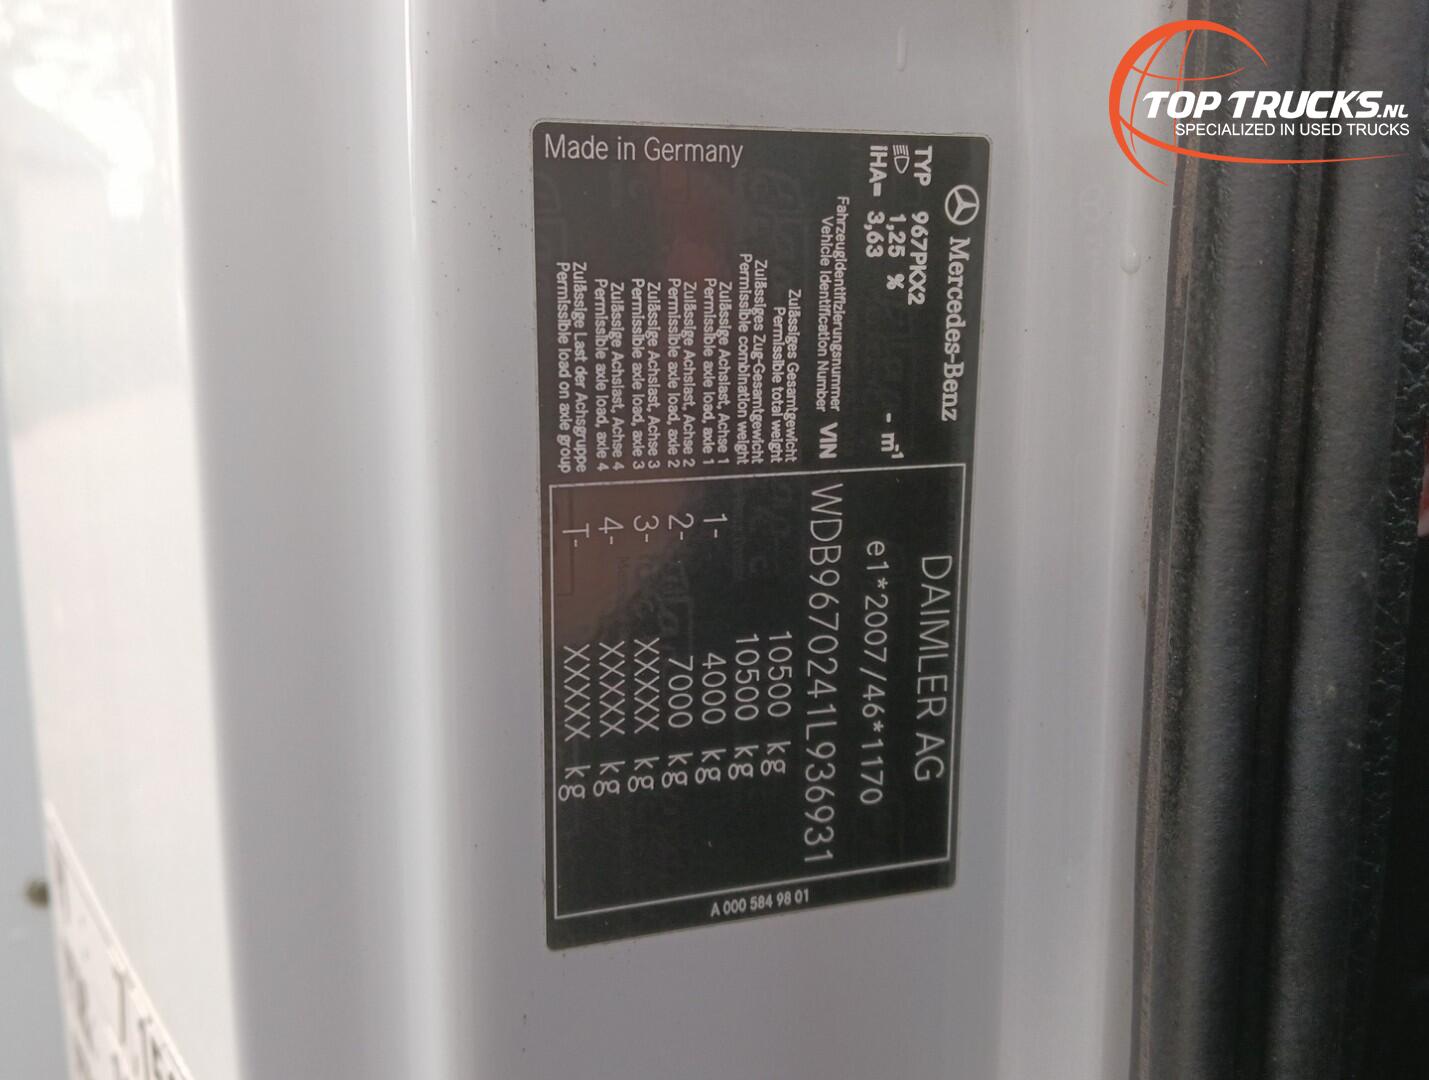 TOP TRUCKS.NL
SPECIALIZED IN USED TRUCKS
Mercedes-Benz
TYP 967PKX2
1,25 % - m-1
IHA= 3,63
Fahrzeugidentifizierungsnummer
Vehicle Identification Number VIN
Zulässiges Gesamtgewicht
Permissible total weight
Zulässiges Zug-Gesamtgewicht
Permissible combination weight
Zulässige Achslast, Achse 1
Permissible axle load, axle 1
Zulässige Achslast, Achse 2
Permissible axle load, axle 2
Zulässige Achslast, Achse 3
Permissible axle load, axle 3
Zulässige Achslast, Achse 4
Permissible axle load, axle 4
Zulässige Last der Achsgruppe
Permissible load on axle group
Made in Germany
DAIMLER AG
e1*2007/46*1170
WDB9670241L936931
10500 kg
10500 kg
1- 4000 kg
2- 7000 kg
3- XXXXX kg
4- XXXXX kg
T- XXXXX kg
A 000 584 98 01